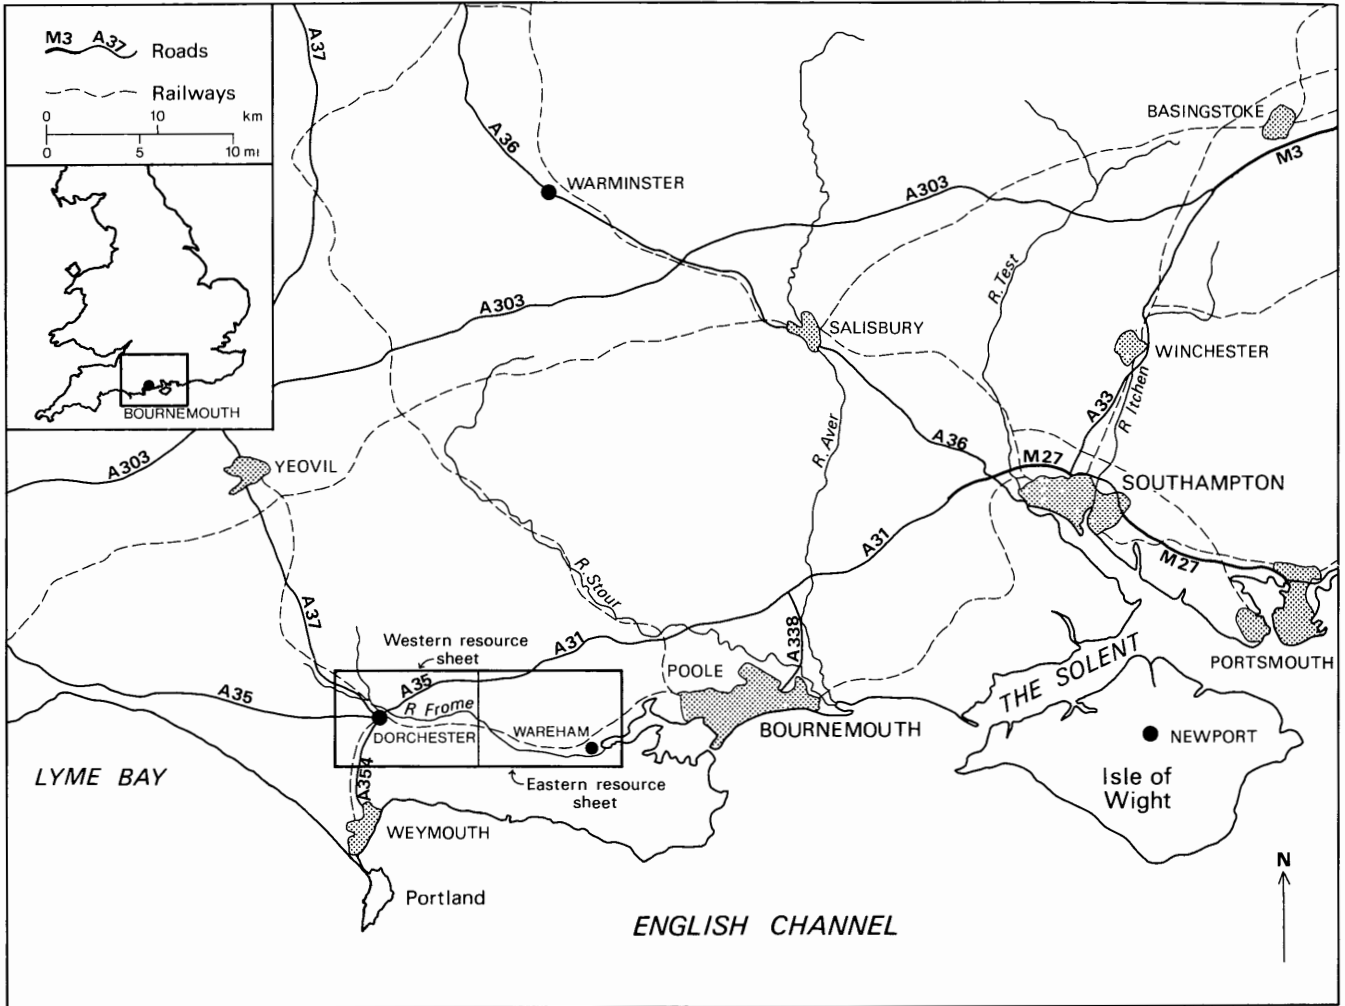 M3 A37 Roads
Railways
0 10 km
0 5 10 mi
BOURNEMOUTH
A37
A36
WARMINSTER
A303
BASINGSTOKE
M3
R. Test
A303
SALISBURY
WINCHESTER
A33
R Itchen
R. Aver
A36
M27
SOUTHAMPTON
A303
YEOVIL
A31
M27
R. Stour
A37
Western resource
sheet
A31
A338
POOLE
PORTSMOUTH
THE SOLENT
A35
A35
R Frome
DORCHESTER
WAREHAM
BOURNEMOUTH
NEWPORT
LYME BAY
A354
Eastern resource
sheet
Isle of
Wight
WEYMOUTH
Portland
N
ENGLISH CHANNEL